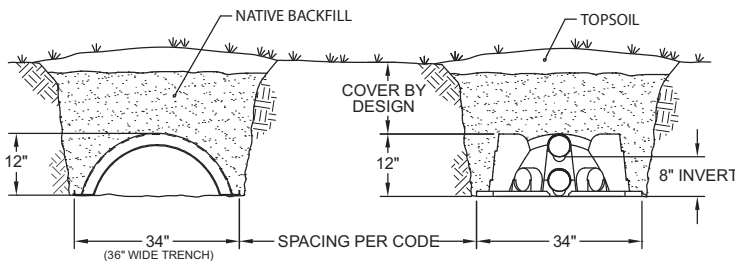 NATIVE BACKFILL
TOPSOIL
COVER BY
DESIGN
12"
12"
8" INVERT
34"
(36" WIDE TRENCH)
SPACING PER CODE
34"